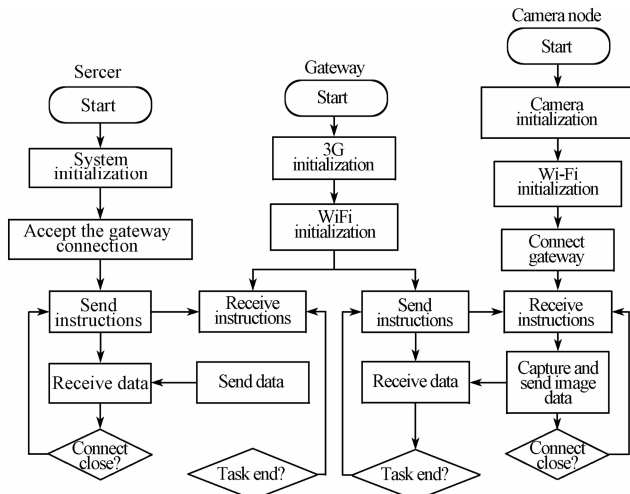 Camera node
Start
Sercer
Gateway
Start
Start
Camera
initialization
3G
initialization
System
initialization
Wi-Fi
initialization
WiFi
initialization
Accept the gateway
connection
Connect
gateway
Send
instructions
Receive
instructions
Send
instructions
Receive
instructions
Receive data
Send data
Receive data
Capture and
send image
data
Connect
close?
Task end?
Task end?
Connect
close?